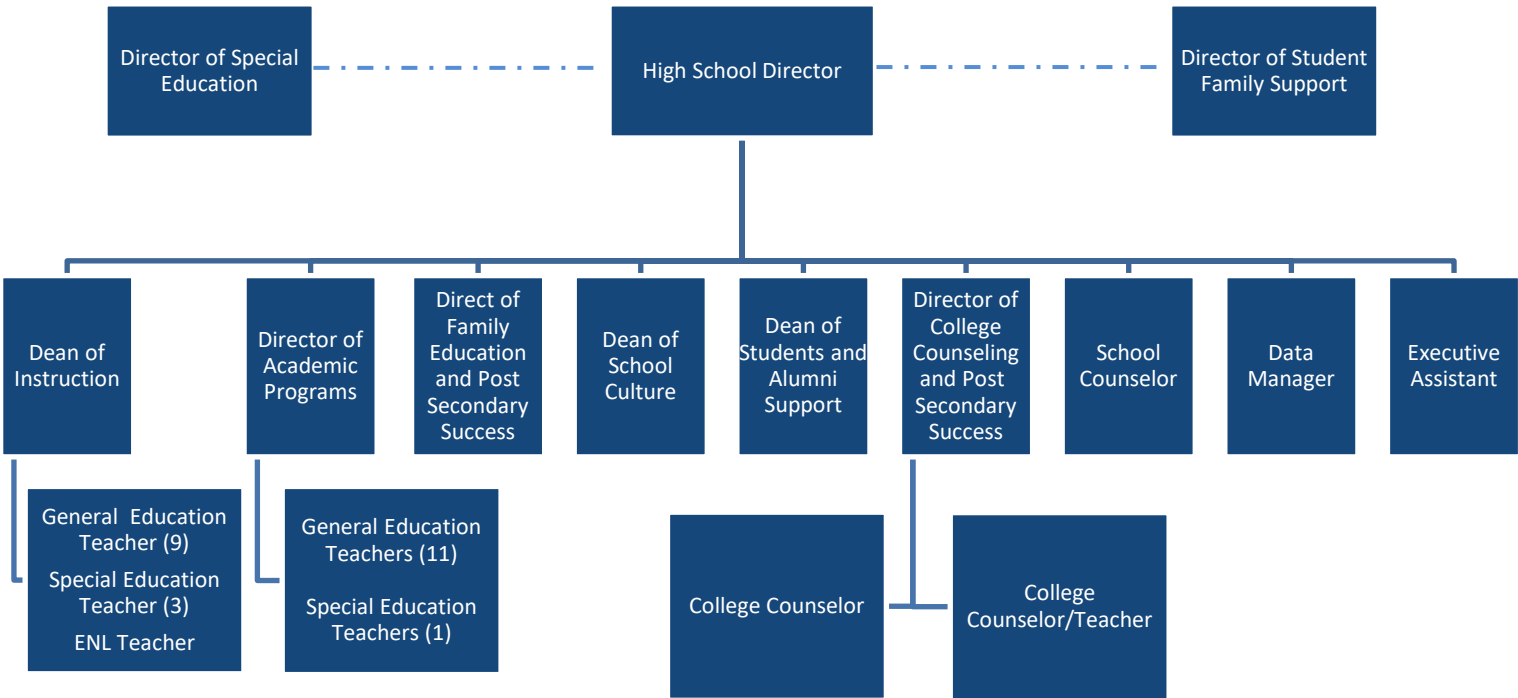 Director of Special
Education
High School Director
Director of Student
Family Support
Dean of
Instruction
Director of
Academic
Programs
Direct of
Family
Education
and Post
Secondary
Success
Dean of
School
Culture
Dean of
Students and
Alumni
Support
Director of
College
Counseling
and Post
Secondary
Success
School
Counselor
Data
Manager
Executive
Assistant
General Education
Teacher (9)
Special Education
Teacher (3)
ENL Teacher
General Education
Teachers (11)
Special Education
Teachers (1)
College Counselor
College
Counselor/Teacher